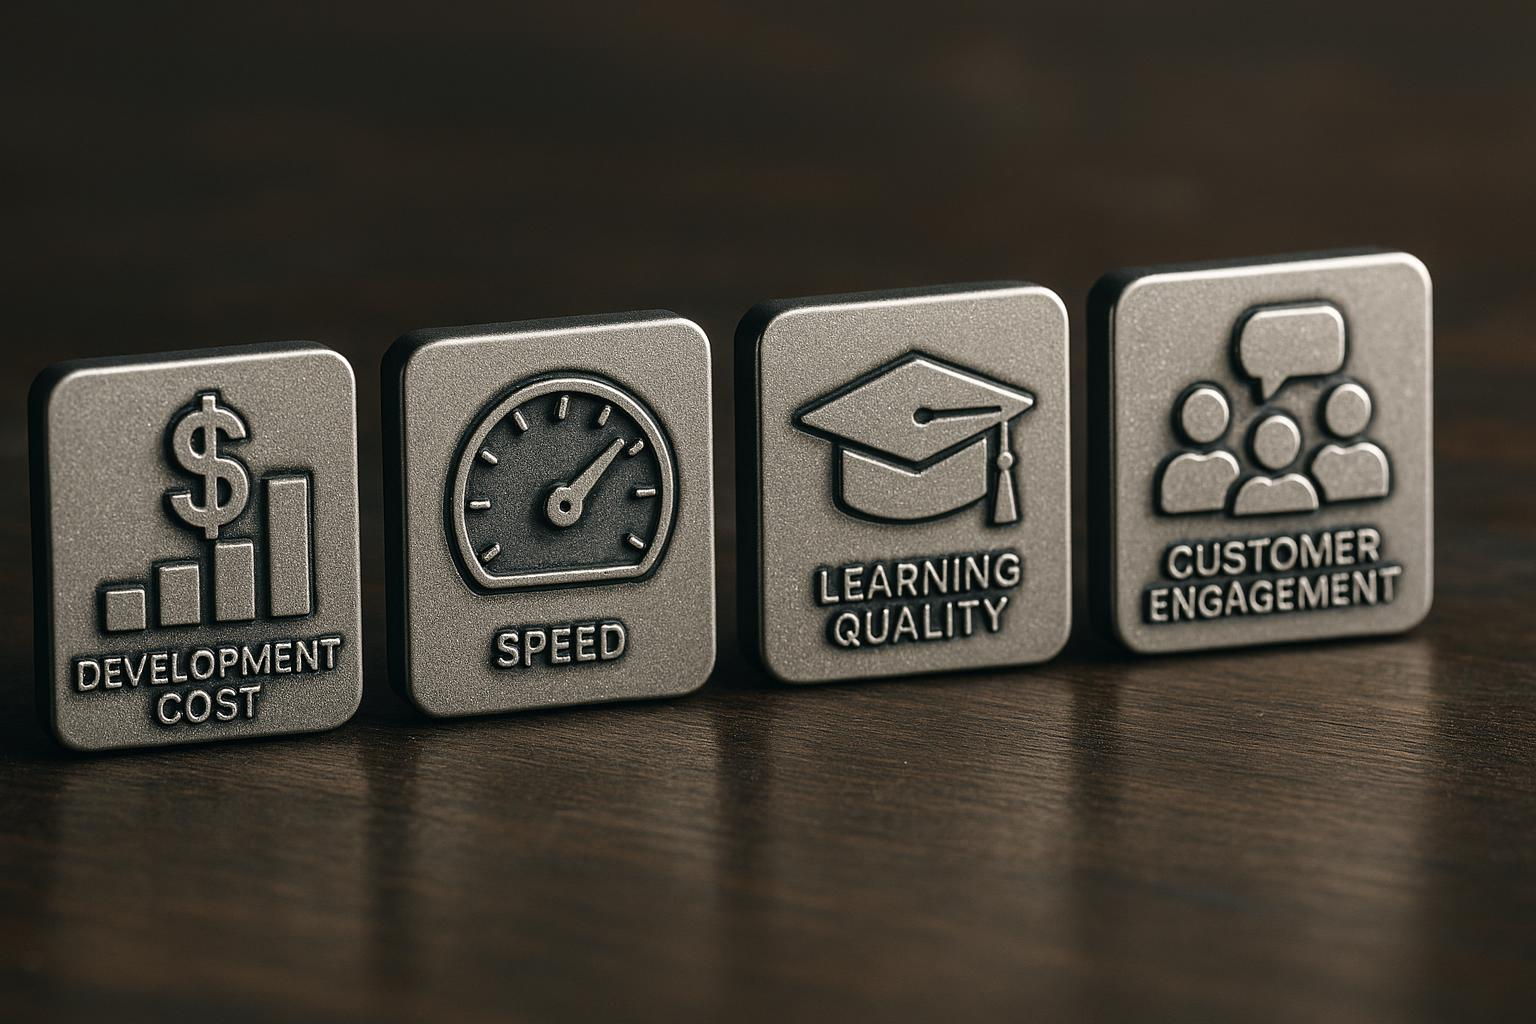 DEVELOPMENT
COST
SPEED
LEARNING
QUALITY
CUSTOMER
ENGAGEMENT